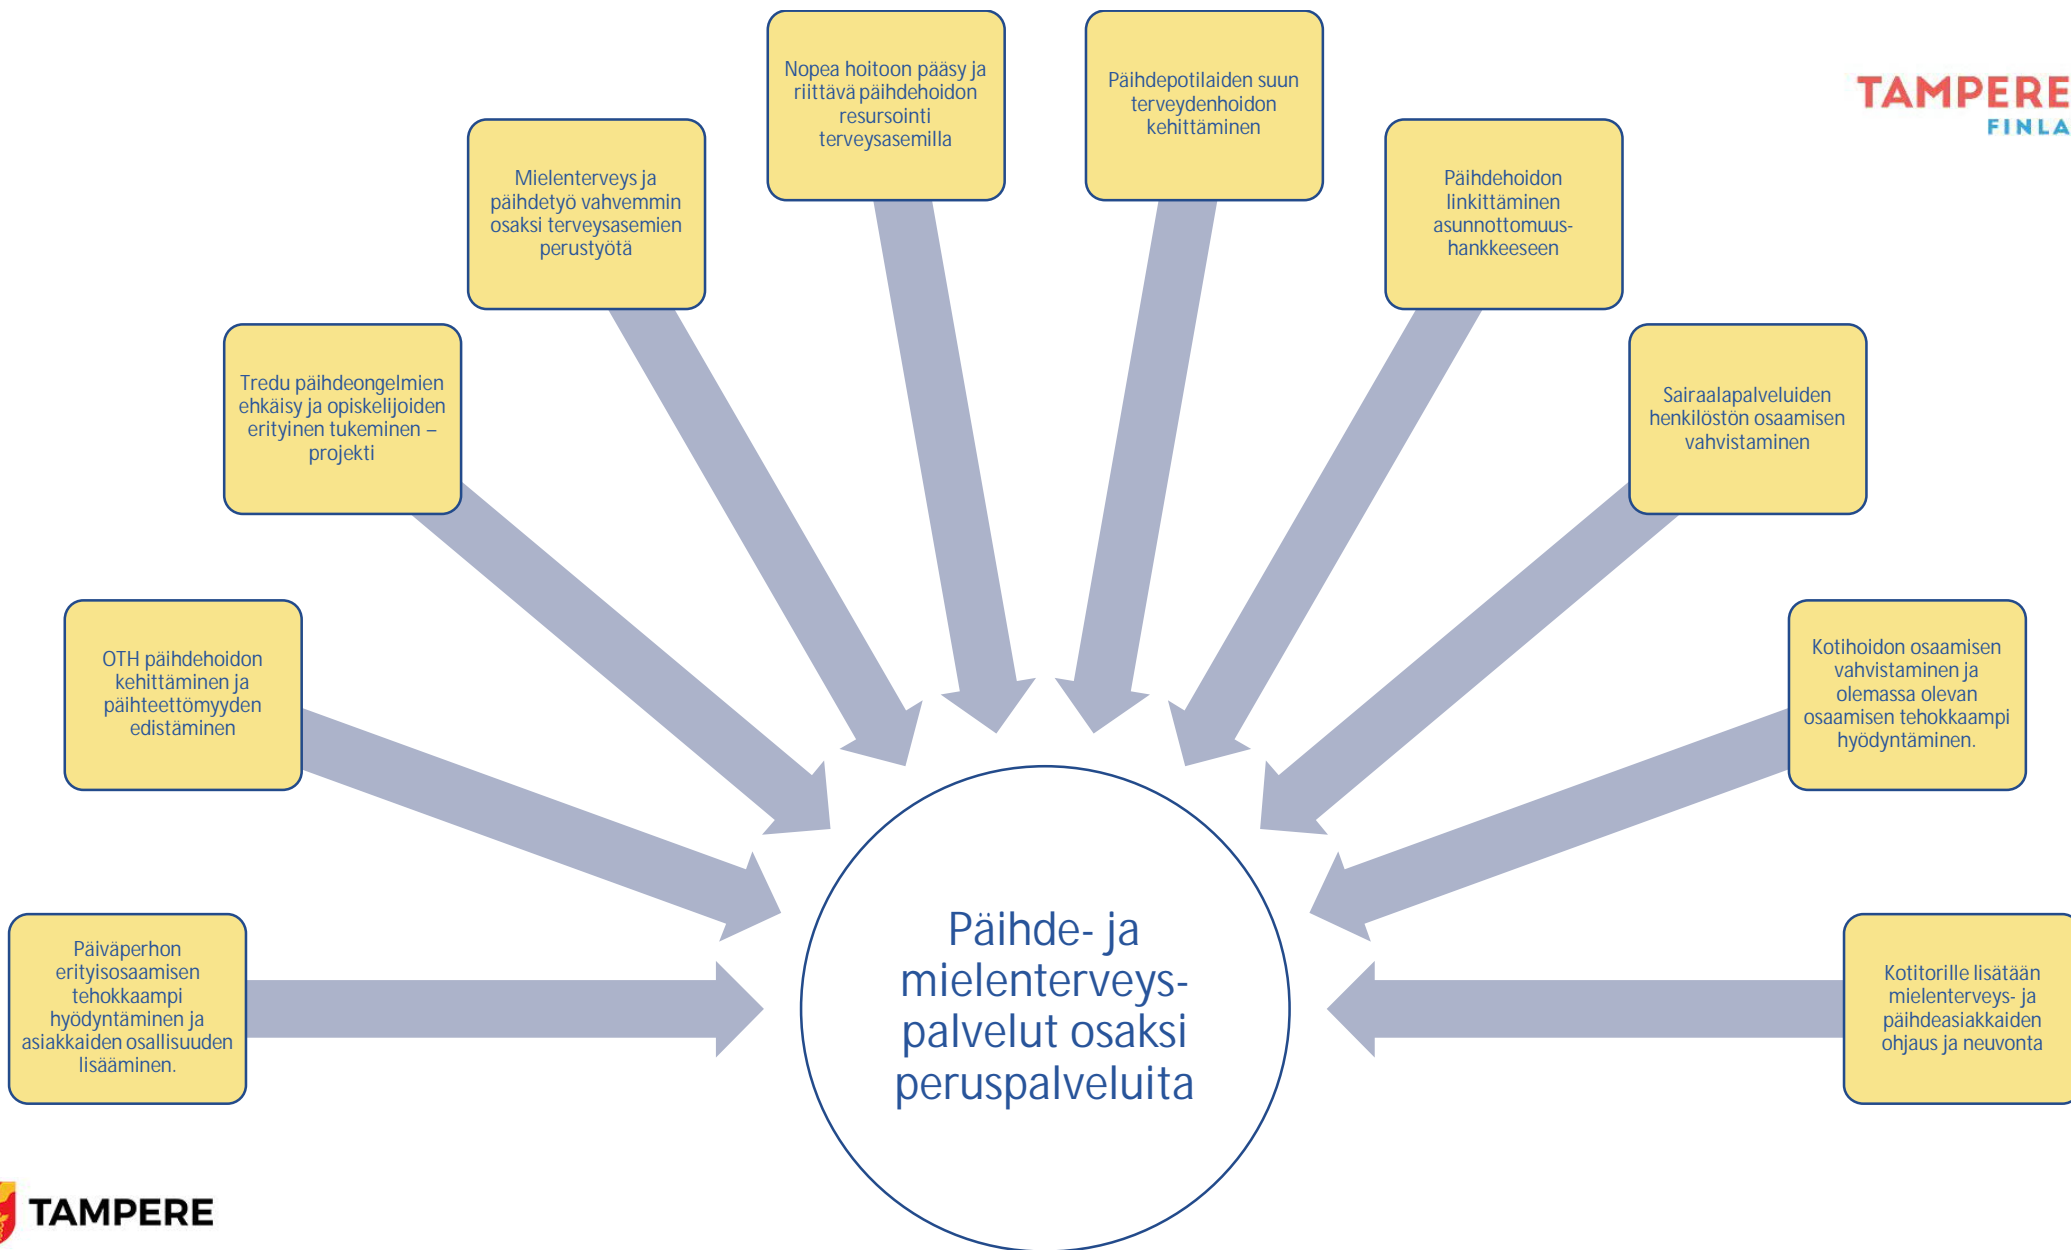 Nopea hoitoon pääsy ja
riittävä päihdehoidon
resursointi
terveysasemilla
Päihdepotilaiden suun
terveydenhoidon
kehittäminen
TAMPERE
FINLA
Mielenterveys ja
päihdetyö vahvemmin
osaksi terveysasemien
perustyötä
Päihdehoidon
linkittäminen
asunnottomuus-
hankkeeseen
Tredu päihdeongelmien
ehkäisy ja opiskelijoiden
erityinen tukeminen –
projekti
Sairaalapalveluiden
henkilöstön osaamisen
vahvistaminen
OTH päihdehoidon
kehittäminen ja
päihteettömyyden
edistäminen
Kotihoidon osaamisen
vahvistaminen ja
olemassa olevan
osaamisen tehokkaampi
hyödyntäminen.
Päiväperhon
erityisosaamisen
tehokkaampi
hyödyntäminen ja
asiakkaiden osallisuuden
lisääminen.
Päihde- ja
mielenterveys-
palvelut osaksi
peruspalveluita
Kotitorille lisätään
mielenterveys- ja
päihdeasiakkaiden
ohjaus ja neuvonta
TAMPERE